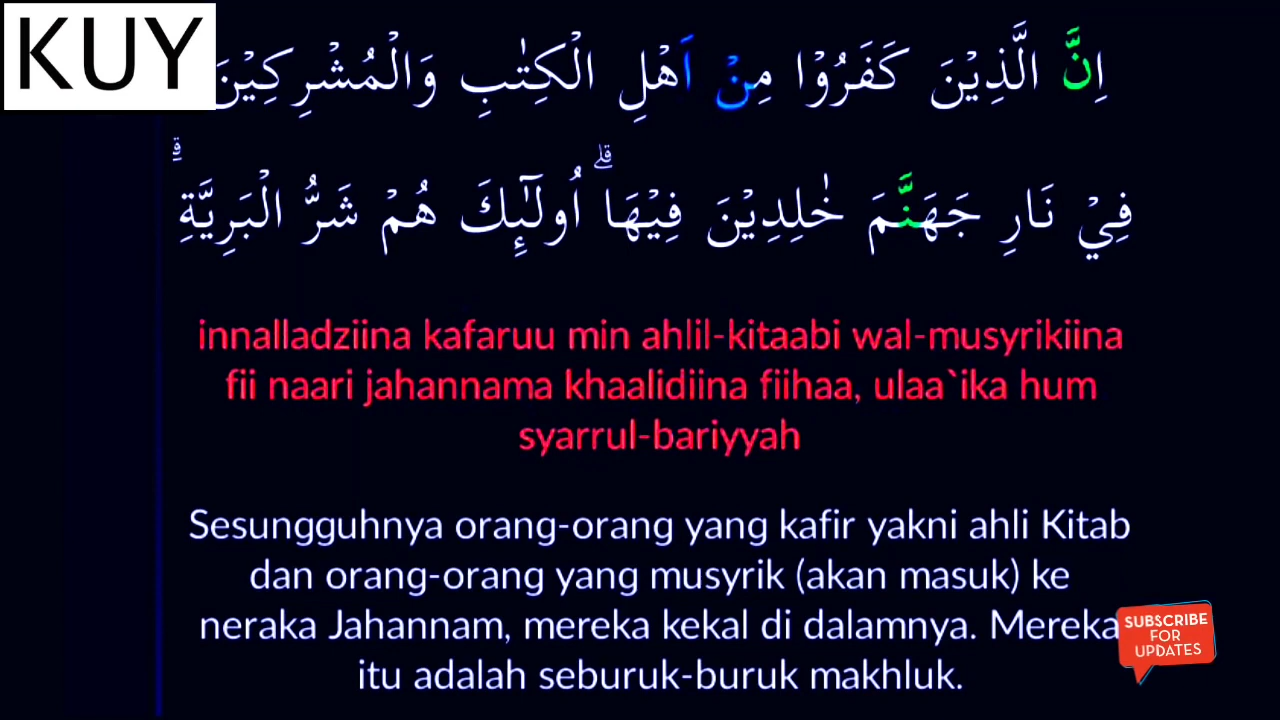 KUY
اِنَّ الَّذِيْنَ كَفَرُوْا مِنْ اَهْلِ الْكِتٰبِ وَالْمُشْرِكِيْنَ
فِيْ نَارِ جَهَنَّمَ خٰلِدِيْنَ فِيْهَا ۗ اُولٰۤىِٕكَ هُمْ شَرُّ الْبَرِيَّةِ ۗ
innalladziina kafaruu min ahlil-kitaabi wal-musyrikiina
fii naari jahannama khaalidiina fiihaa, ulaa`ika hum
syarrul-bariyyah
Sesungguhnya orang-orang yang kafir yakni ahli Kitab
dan orang-orang yang musyrik (akan masuk) ke
neraka Jahannam, mereka kekal di dalamnya. Mereka
itu adalah seburuk-buruk makhluk.
SUBSCRIBE
FOR
UPDATES